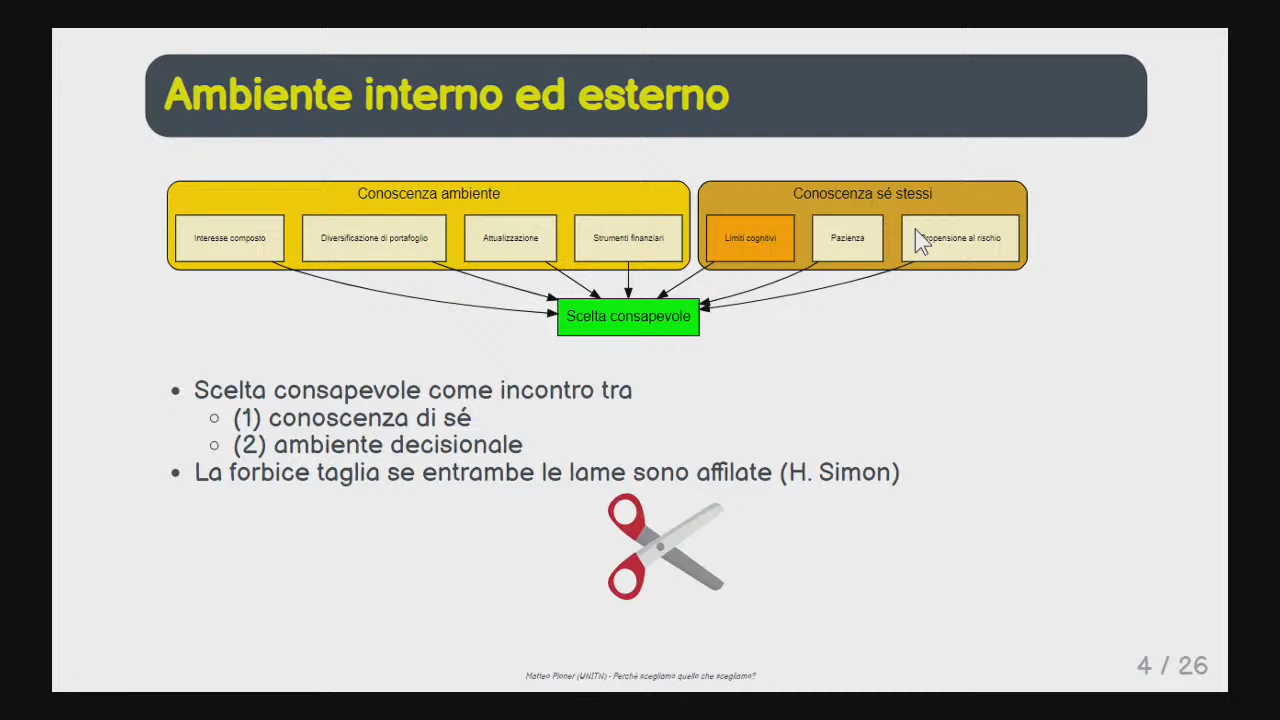 Ambiente interno ed esterno
Conoscenza ambiente
Conoscenza sé stessi
Interesse composto
Diversificazione di portafoglio
Attualizzazione
Strumenti finanziari
Limiti cognitivi
Pazienza
ropensione al rischio
Scelta consapevole
• Scelta consapevole come incontro tra
○ (1) conoscenza di sé
○ (2) ambiente decisionale
• La forbice taglia se entrambe le lame sono affilate (H. Simon)
Matteo Ploner (UNITN) - Perchè scegliamo quello che scegliamo?
4 / 26